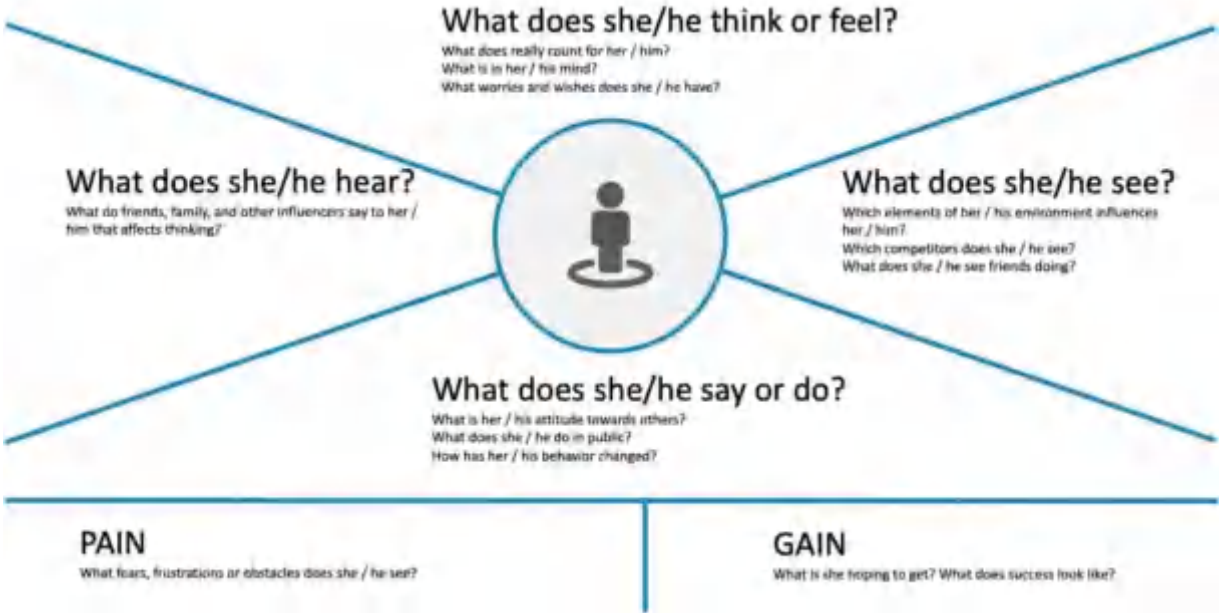 What does she/he think or feel?
What does really count for her / him?
What is in her / his mind?
What worries and wishes does she / he have?
What does she/he hear?
What do friends, family, and other influencers say to her /
him that affects thinking?
What does she/he see?
Which elements of her / his environment influences
her / him?
Which competitors does she / he see?
What does she / he see friends doing?
What does she/he say or do?
What is her / his attitude towards others?
What does she / he do in public?
How has her / his behavior changed?
PAIN
What fears, frustrations or obstacles does she / he see?
GAIN
What is she hoping to get? What does success look like?